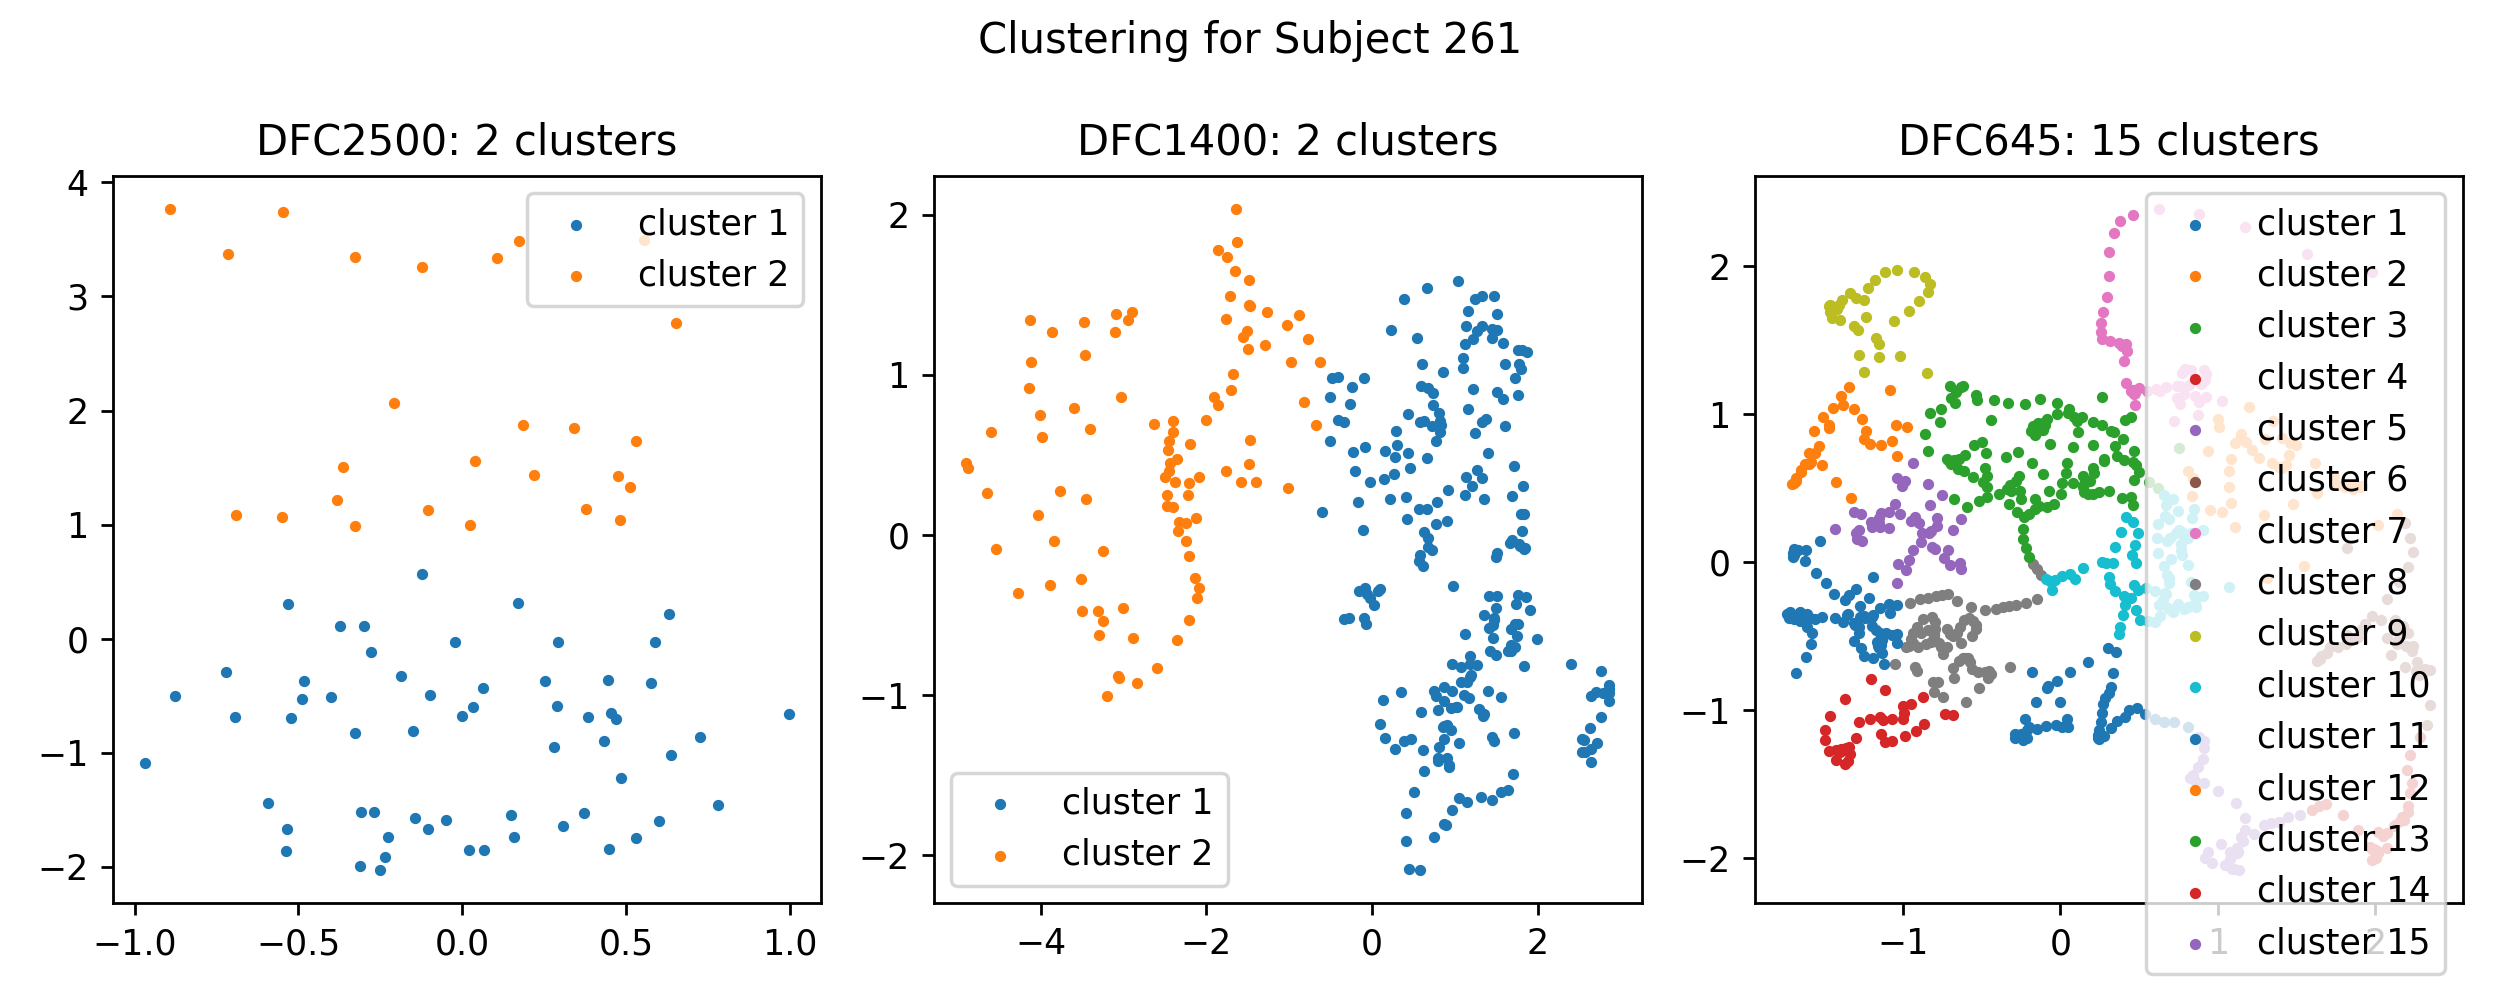 Clustering for Subject 261
DFC2500: 2 clusters
4
3
2
1
0
−1
−2
−1.0 −0.5 0.0 0.5 1.0
cluster 1
cluster 2
DFC1400: 2 clusters
2
1
0
−1
−2
−4 −2 0 2
cluster 1
cluster 2
DFC645: 15 clusters
2
1
0
−1
−2
−1 0 1 2
cluster 1
cluster 2
cluster 3
cluster 4
cluster 5
cluster 6
cluster 7
cluster 8
cluster 9
cluster 10
cluster 11
cluster 12
cluster 13
cluster 14
cluster 15